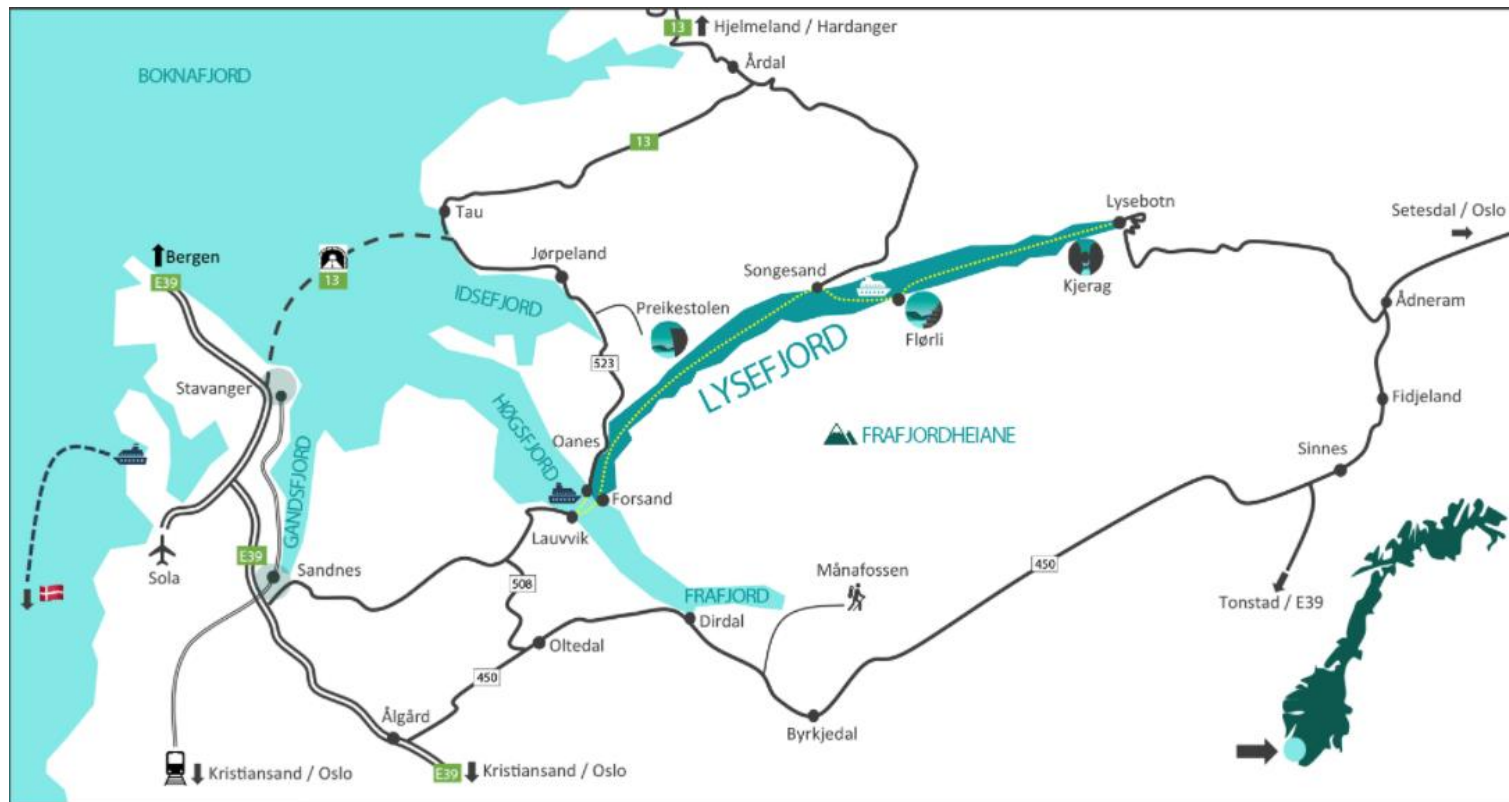 13
Hjelmeland / Hardanger
Årdal
BOKNAFJORD
13
Tau
Lysebotn
Setesdal / Oslo
Bergen
E39
13
Jørpeland
IDSEFJORD
Songesand
Preikestolen
Kjerag
Ådneram
Flørli
LYSEFJORD
523
Stavanger
Fidjeland
HØGSFJORD
Oanes
FRAFJORDHEIANE
Sinnes
GANDSFJORD
Forsand
Lauvvik
E39
Sola
Sandnes
508
FRAFJORD
Månafossen
450
Tonstad / E39
Dirdal
Oltedal
450
Ålgård
Byrkjedal
Kristiansand / Oslo
E39
Kristiansand / Oslo